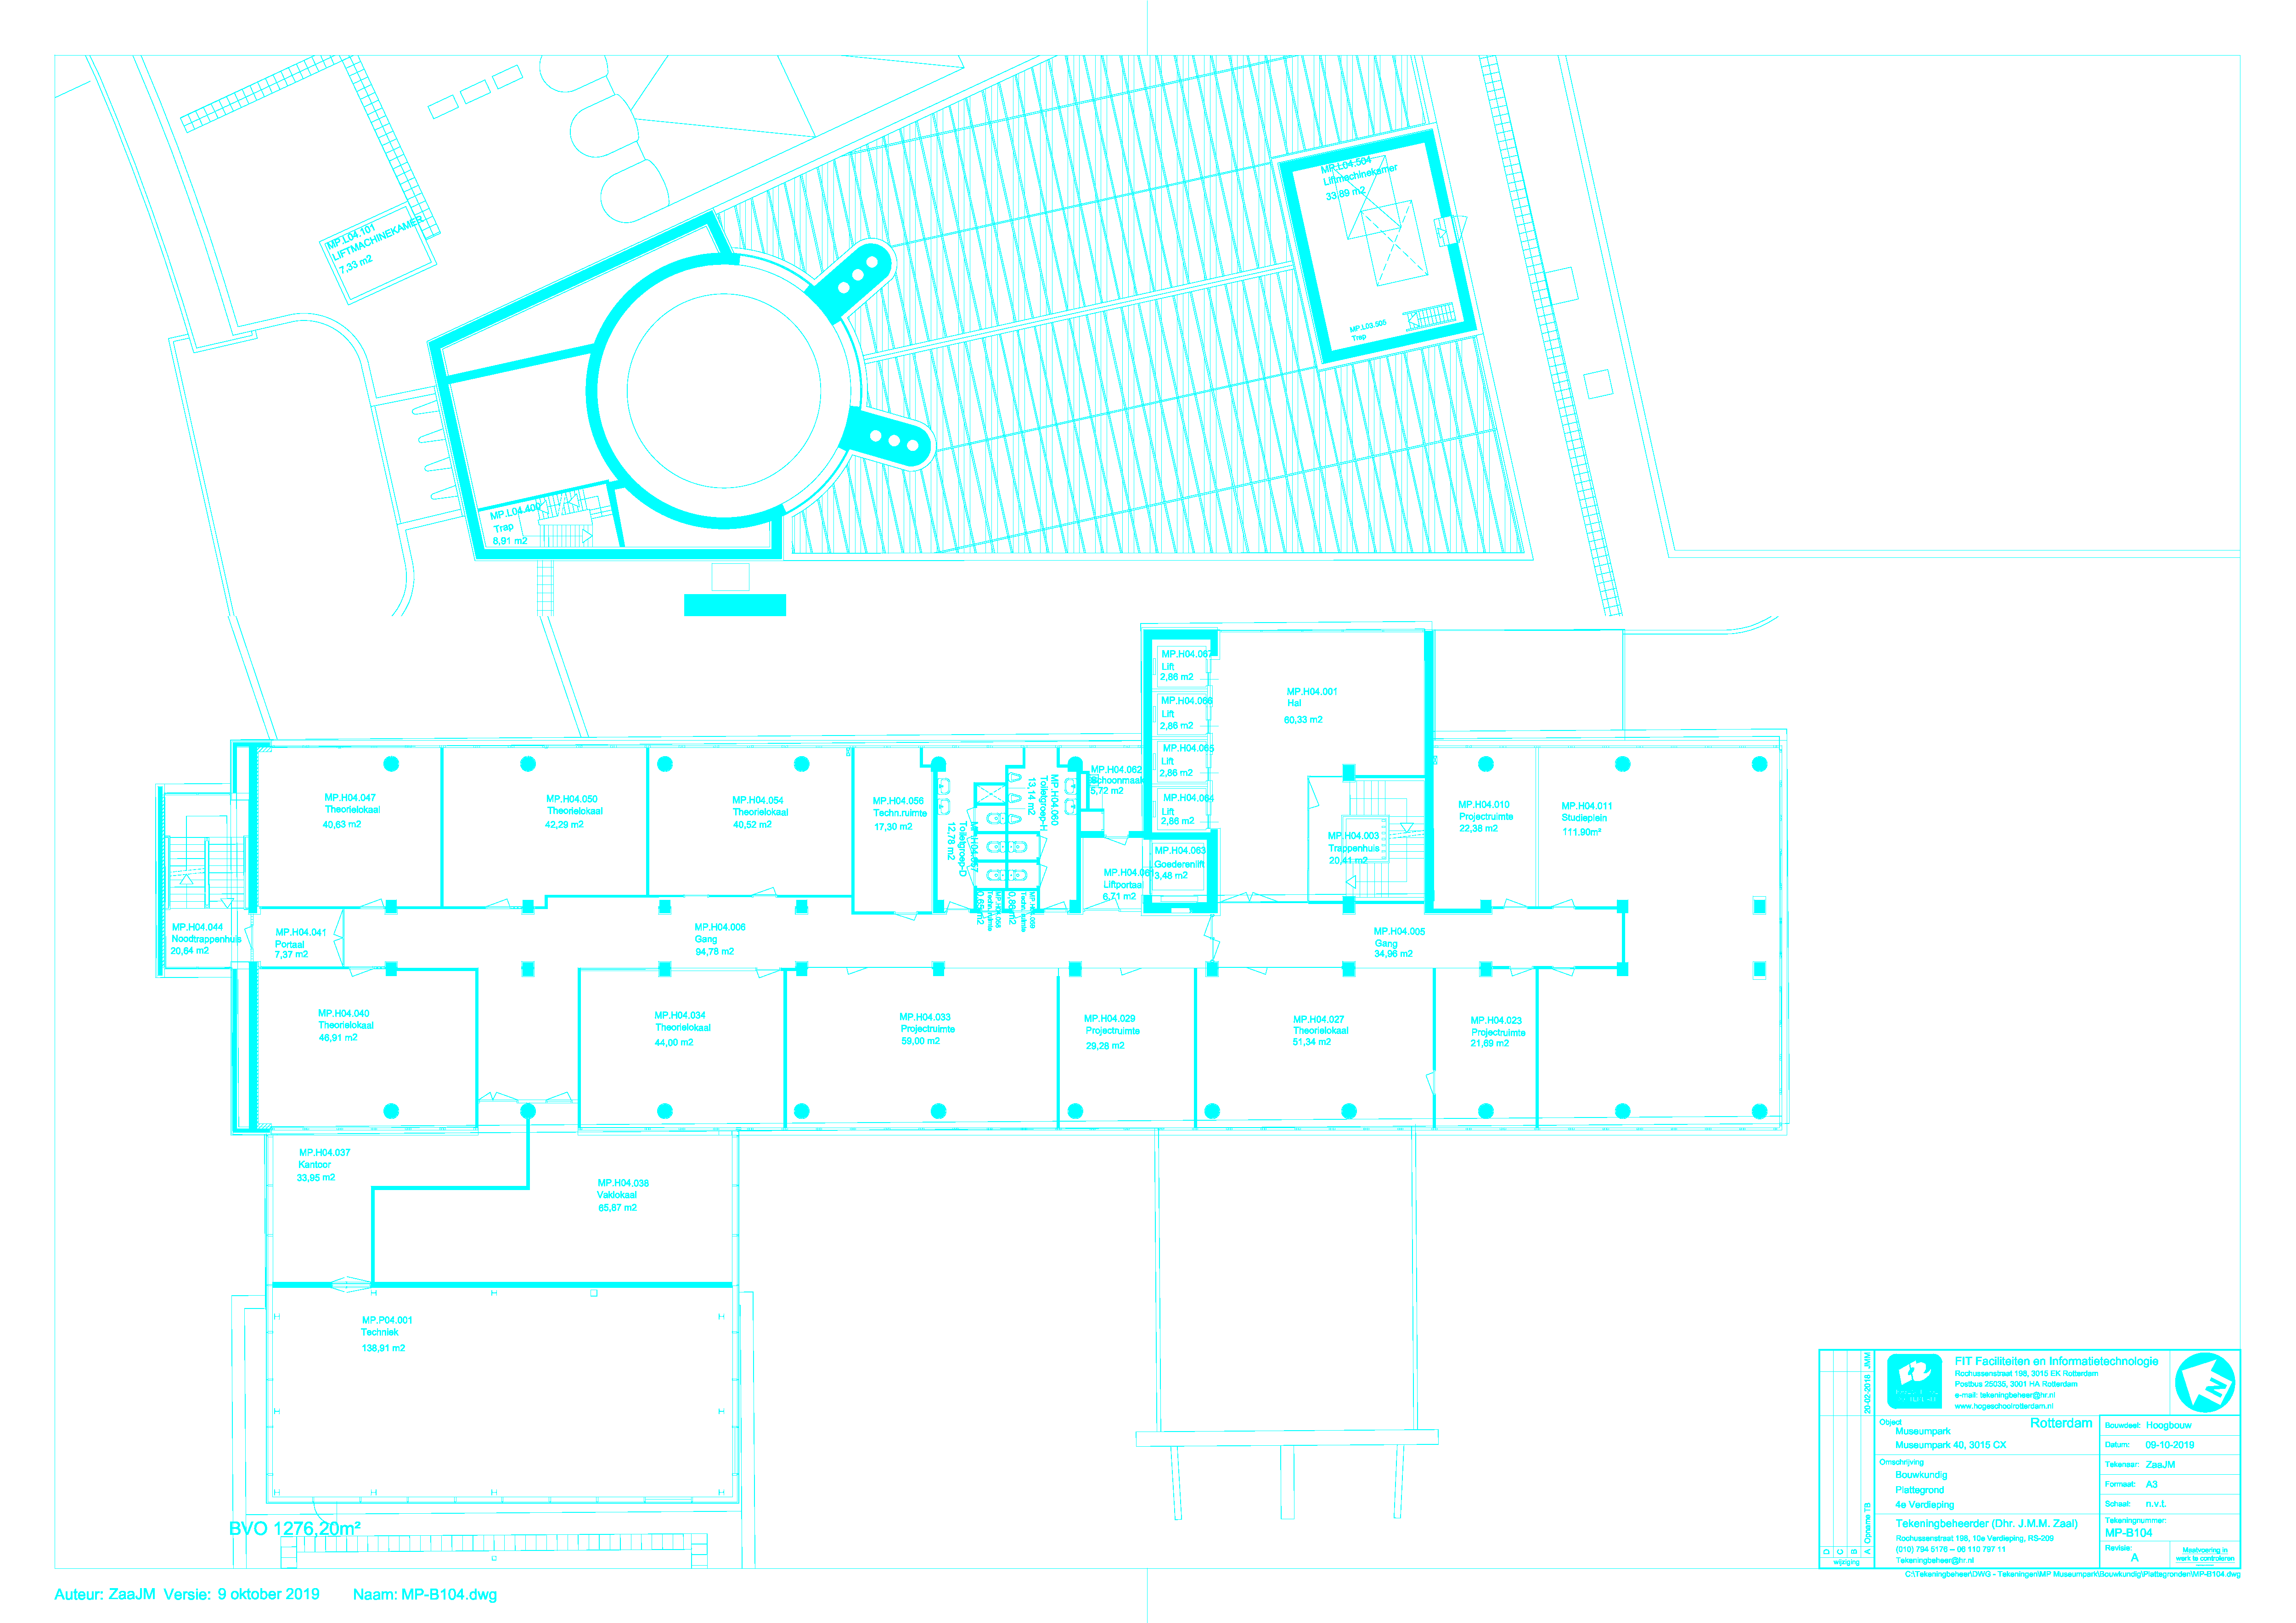 MP.L04.504
Liftmachinekamer
33,89 m2
MP.L04.101
LIFTMACHINEKAMER
7,33 m2
MP.L03.505
Trap
MP.L04.400
Trap
8,91 m2
MP.H04.067
Lift
2,86 m2
MP.H04.066
Lift
2,86 m2
MP.H04.065
Lift
2,86 m2
MP.H04.064
Lift
2,86 m2
MP.H04.001
Hal
60,33 m2
MP.H04.047
Theorielokaal
40,63 m2
MP.H04.050
Theorielokaal
42,29 m2
MP.H04.054
Theorielokaal
40,52 m2
MP.H04.056
Techn.ruimte
17,30 m2
MP.H04.057
Toiletgroep-D
12,78 m2
MP.H04.060
Toiletgroep-H
13,14 m2
MP.H04.062
Schoonmaak
5,72 m2
MP.H04.063
Goederenlift
3,48 m2
Liftportaal
6,71 m2
MP.H04.003
Trappenhuis
20,41 m2
MP.H04.010
Projectruimte
22,38 m2
MP.H04.011
Studieplein
111.90m²
MP.H04.044
Noodtrappenhuis
20,64 m2
MP.H04.041
Portaal
7,37 m2
MP.H04.006
Gang
94,78 m2
MP.H04.005
Gang
34,96 m2
MP.H04.040
Theorielokaal
46,91 m2
MP.H04.034
Theorielokaal
44,09 m2
MP.H04.033
Projectruimte
59,00 m2
MP.H04.029
Projectruimte
29,28 m2
MP.H04.027
Theorielokaal
51,34 m2
MP.H04.023
Projectruimte
21,69 m2
MP.H04.037
Kantoor
33,95 m2
MP.H04.038
Vaklokaal
65,87 m2
MP.P04.001
Techniek
138,91 m2
BVO 1276,20m²
FIT Faciliteiten en Informatietechnologie
Rochussenstraat 198, 3015 EK Rotterdam
Postbus 25035, 3001 HA Rotterdam
e-mail: tekeningbeheer@hr.nl
www.hogeschoolrotterdam.nl
N
Object
Rotterdam
Museumpark
Museumpark 40, 3015 CX
Bouwdeel: Hoogbouw
Datum: 09-10-2019
Omschrijving
Bouwkundig
Plattegrond
4e Verdieping
Tekenaar: ZaaJM
Formaat: A3
Schaal: n.v.t.
Tekeningbeheerder (Dhr. J.M.M. Zaal)
Rochussenstraat 198, 10e Verdieping, RS-209
(010) 794 5178 – 06 110 797 11
Tekeningbeheer@hr.nl
Tekeningnummer:
MP-B104
Revisie:
A
Maatvoering in
werk te controleren
D C B A Opname TB 20-02-2018 JMM
wijziging
C:\Tekeningbeheer\DWG - Tekeningen\MP Museumpark\Bouwkundig\Plattegronden\MP-B104.dwg
Auteur: ZaaJM Versie: 9 oktober 2019 Naam: MP-B104.dwg